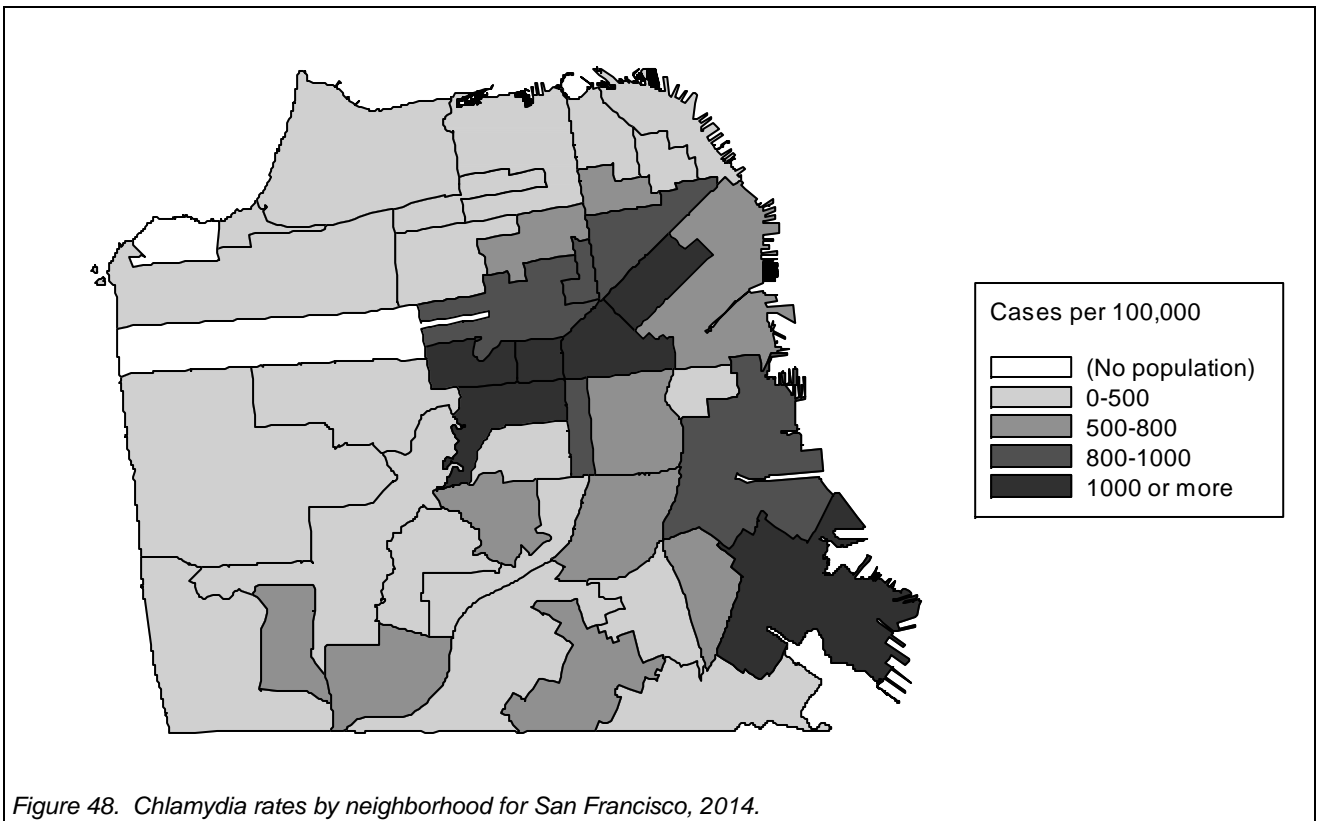 Cases per 100,000
(No population)
0-500
500-800
800-1000
1000 or more
Figure 48. Chlamydia rates by neighborhood for San Francisco, 2014.